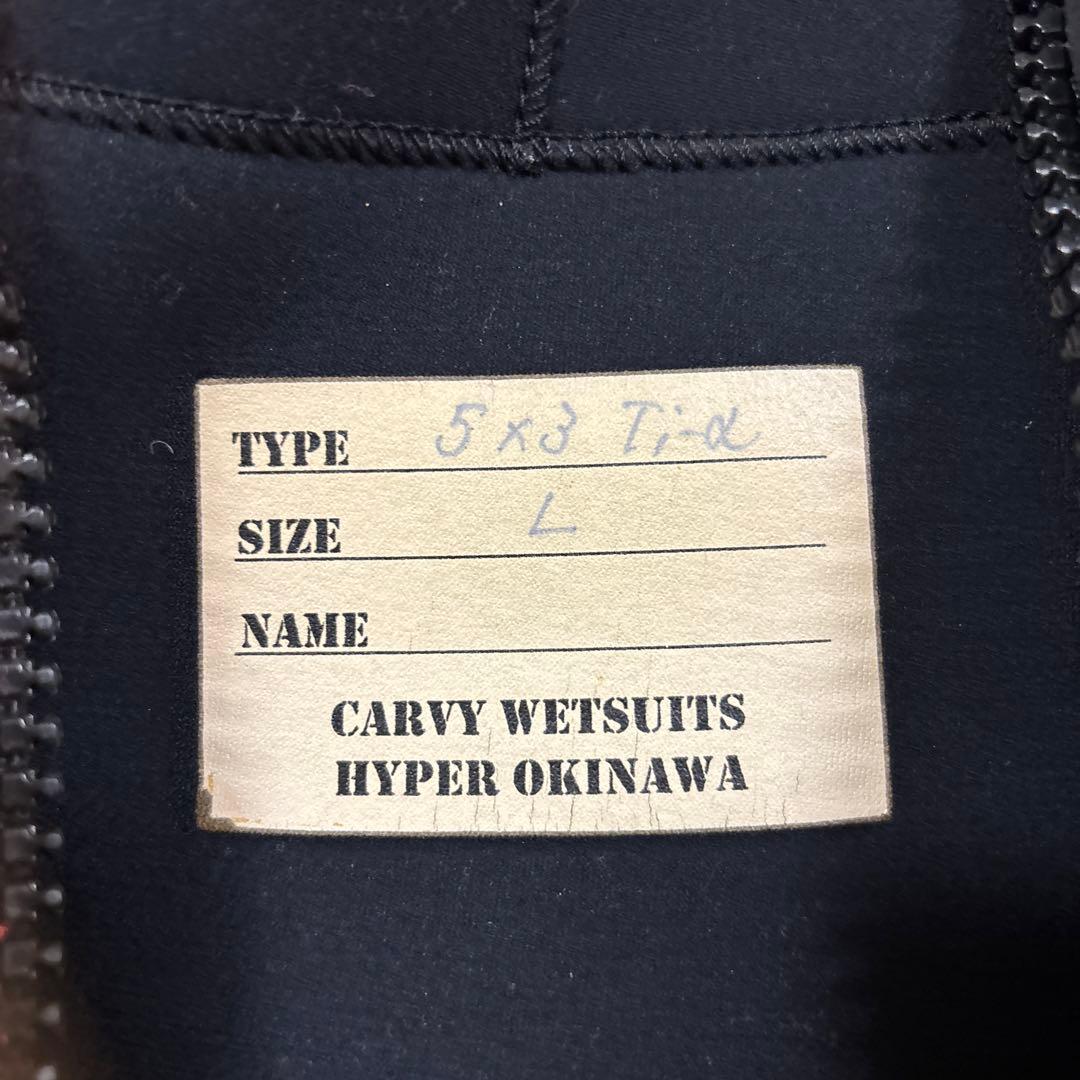 TYPE 5×3 Ti-α
SIZE L
NAME
CARVY WETSUITS
HYPER OKINAWA